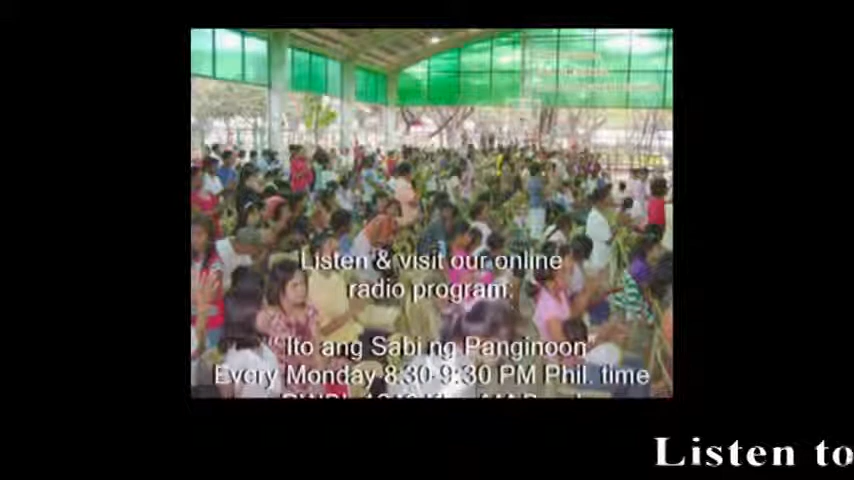 Listen & visit our online
radio program:
"Ito ang Sabi ng Panginoon"
Every Monday 8:30-9:30 PM Phil. time
Listen to